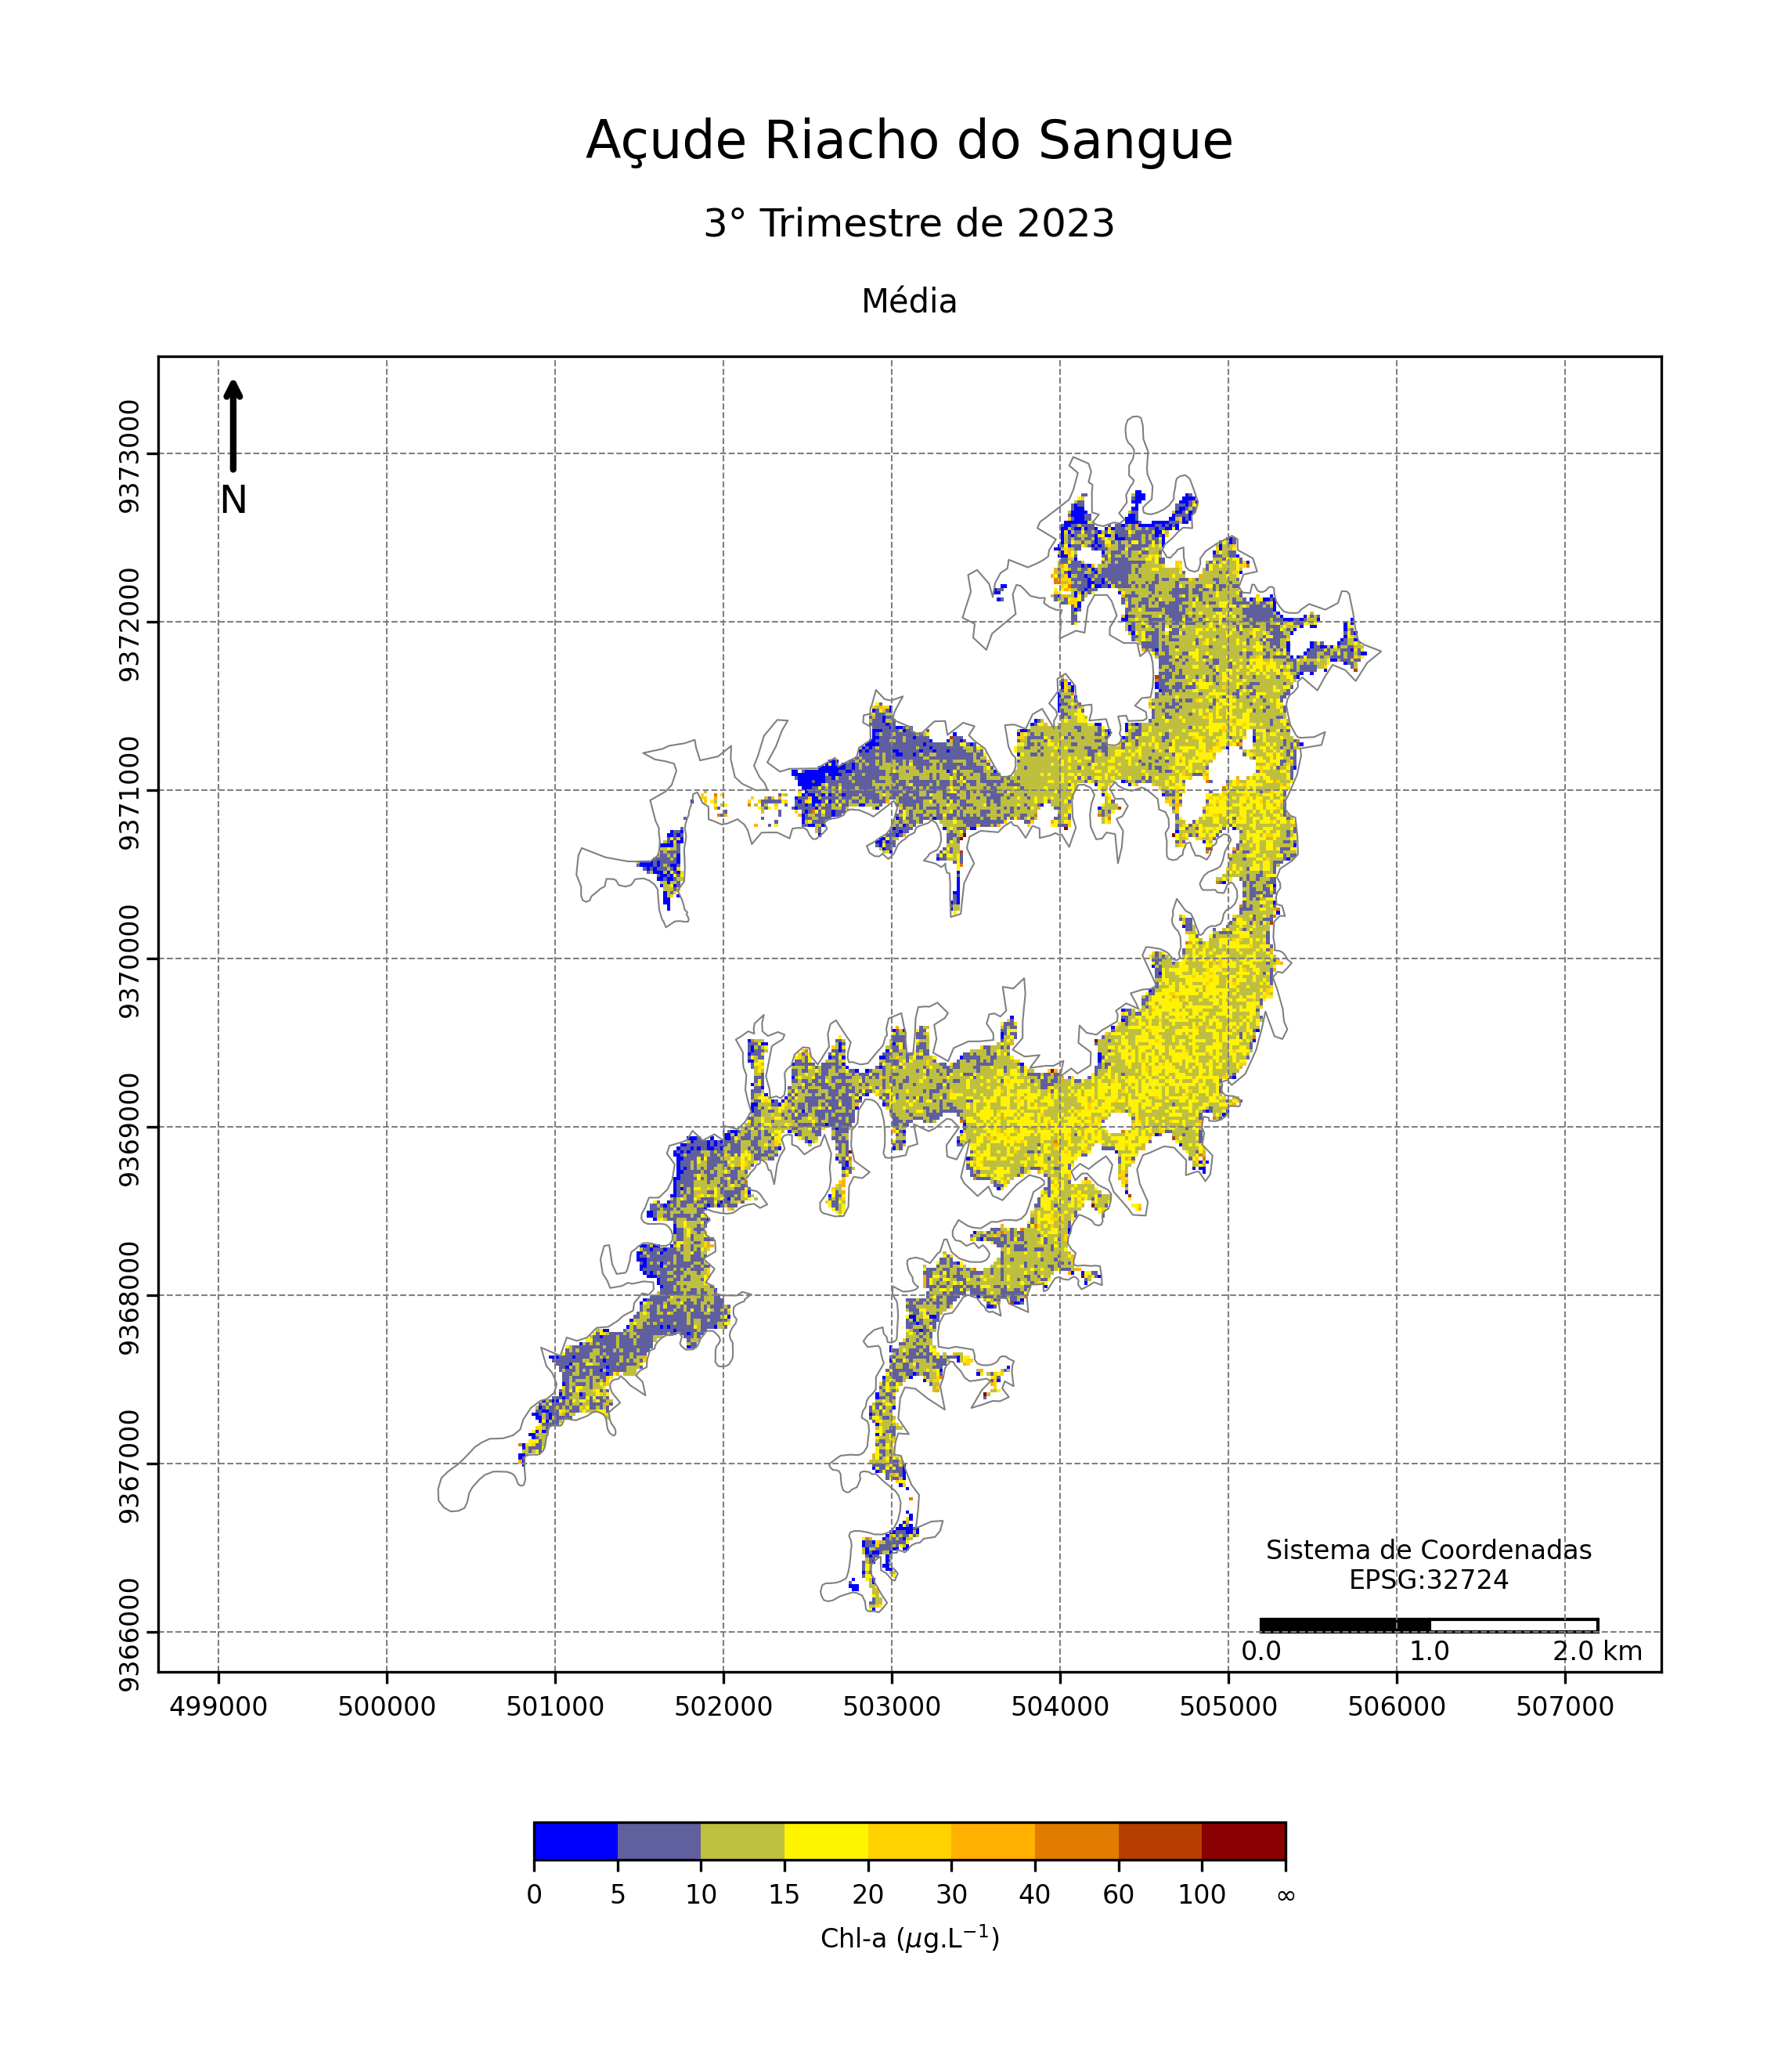 Açude Riacho do Sangue
3° Trimestre de 2023
Média
N
9373000
9372000
9371000
9370000
9369000
9368000
9367000
9366000
Sistema de Coordenadas
EPSG:32724
0.0 1.0 2.0 km
499000 500000 501000 502000 503000 504000 505000 506000 507000
0 5 10 15 20 30 40 60 100 ∞
Chl-a (μg.L⁻¹)